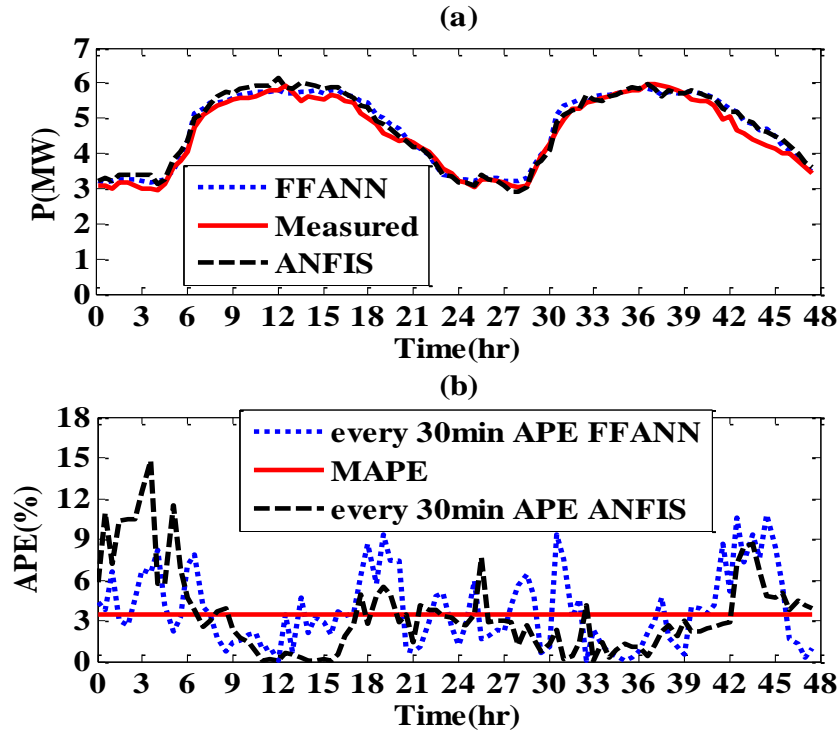 (a)
P(MW)
7
6
5
4
3
2
1
0
FFANN
Measured
ANFIS
0 3 6 9 12 15 18 21 24 27 30 33 36 39 42 45 48
Time(hr)
(b)
APE(%)
18
15
12
9
6
3
0
every 30min APE FFANN
MAPE
every 30min APE ANFIS
0 3 6 9 12 15 18 21 24 27 30 33 36 39 42 45 48
Time(hr)